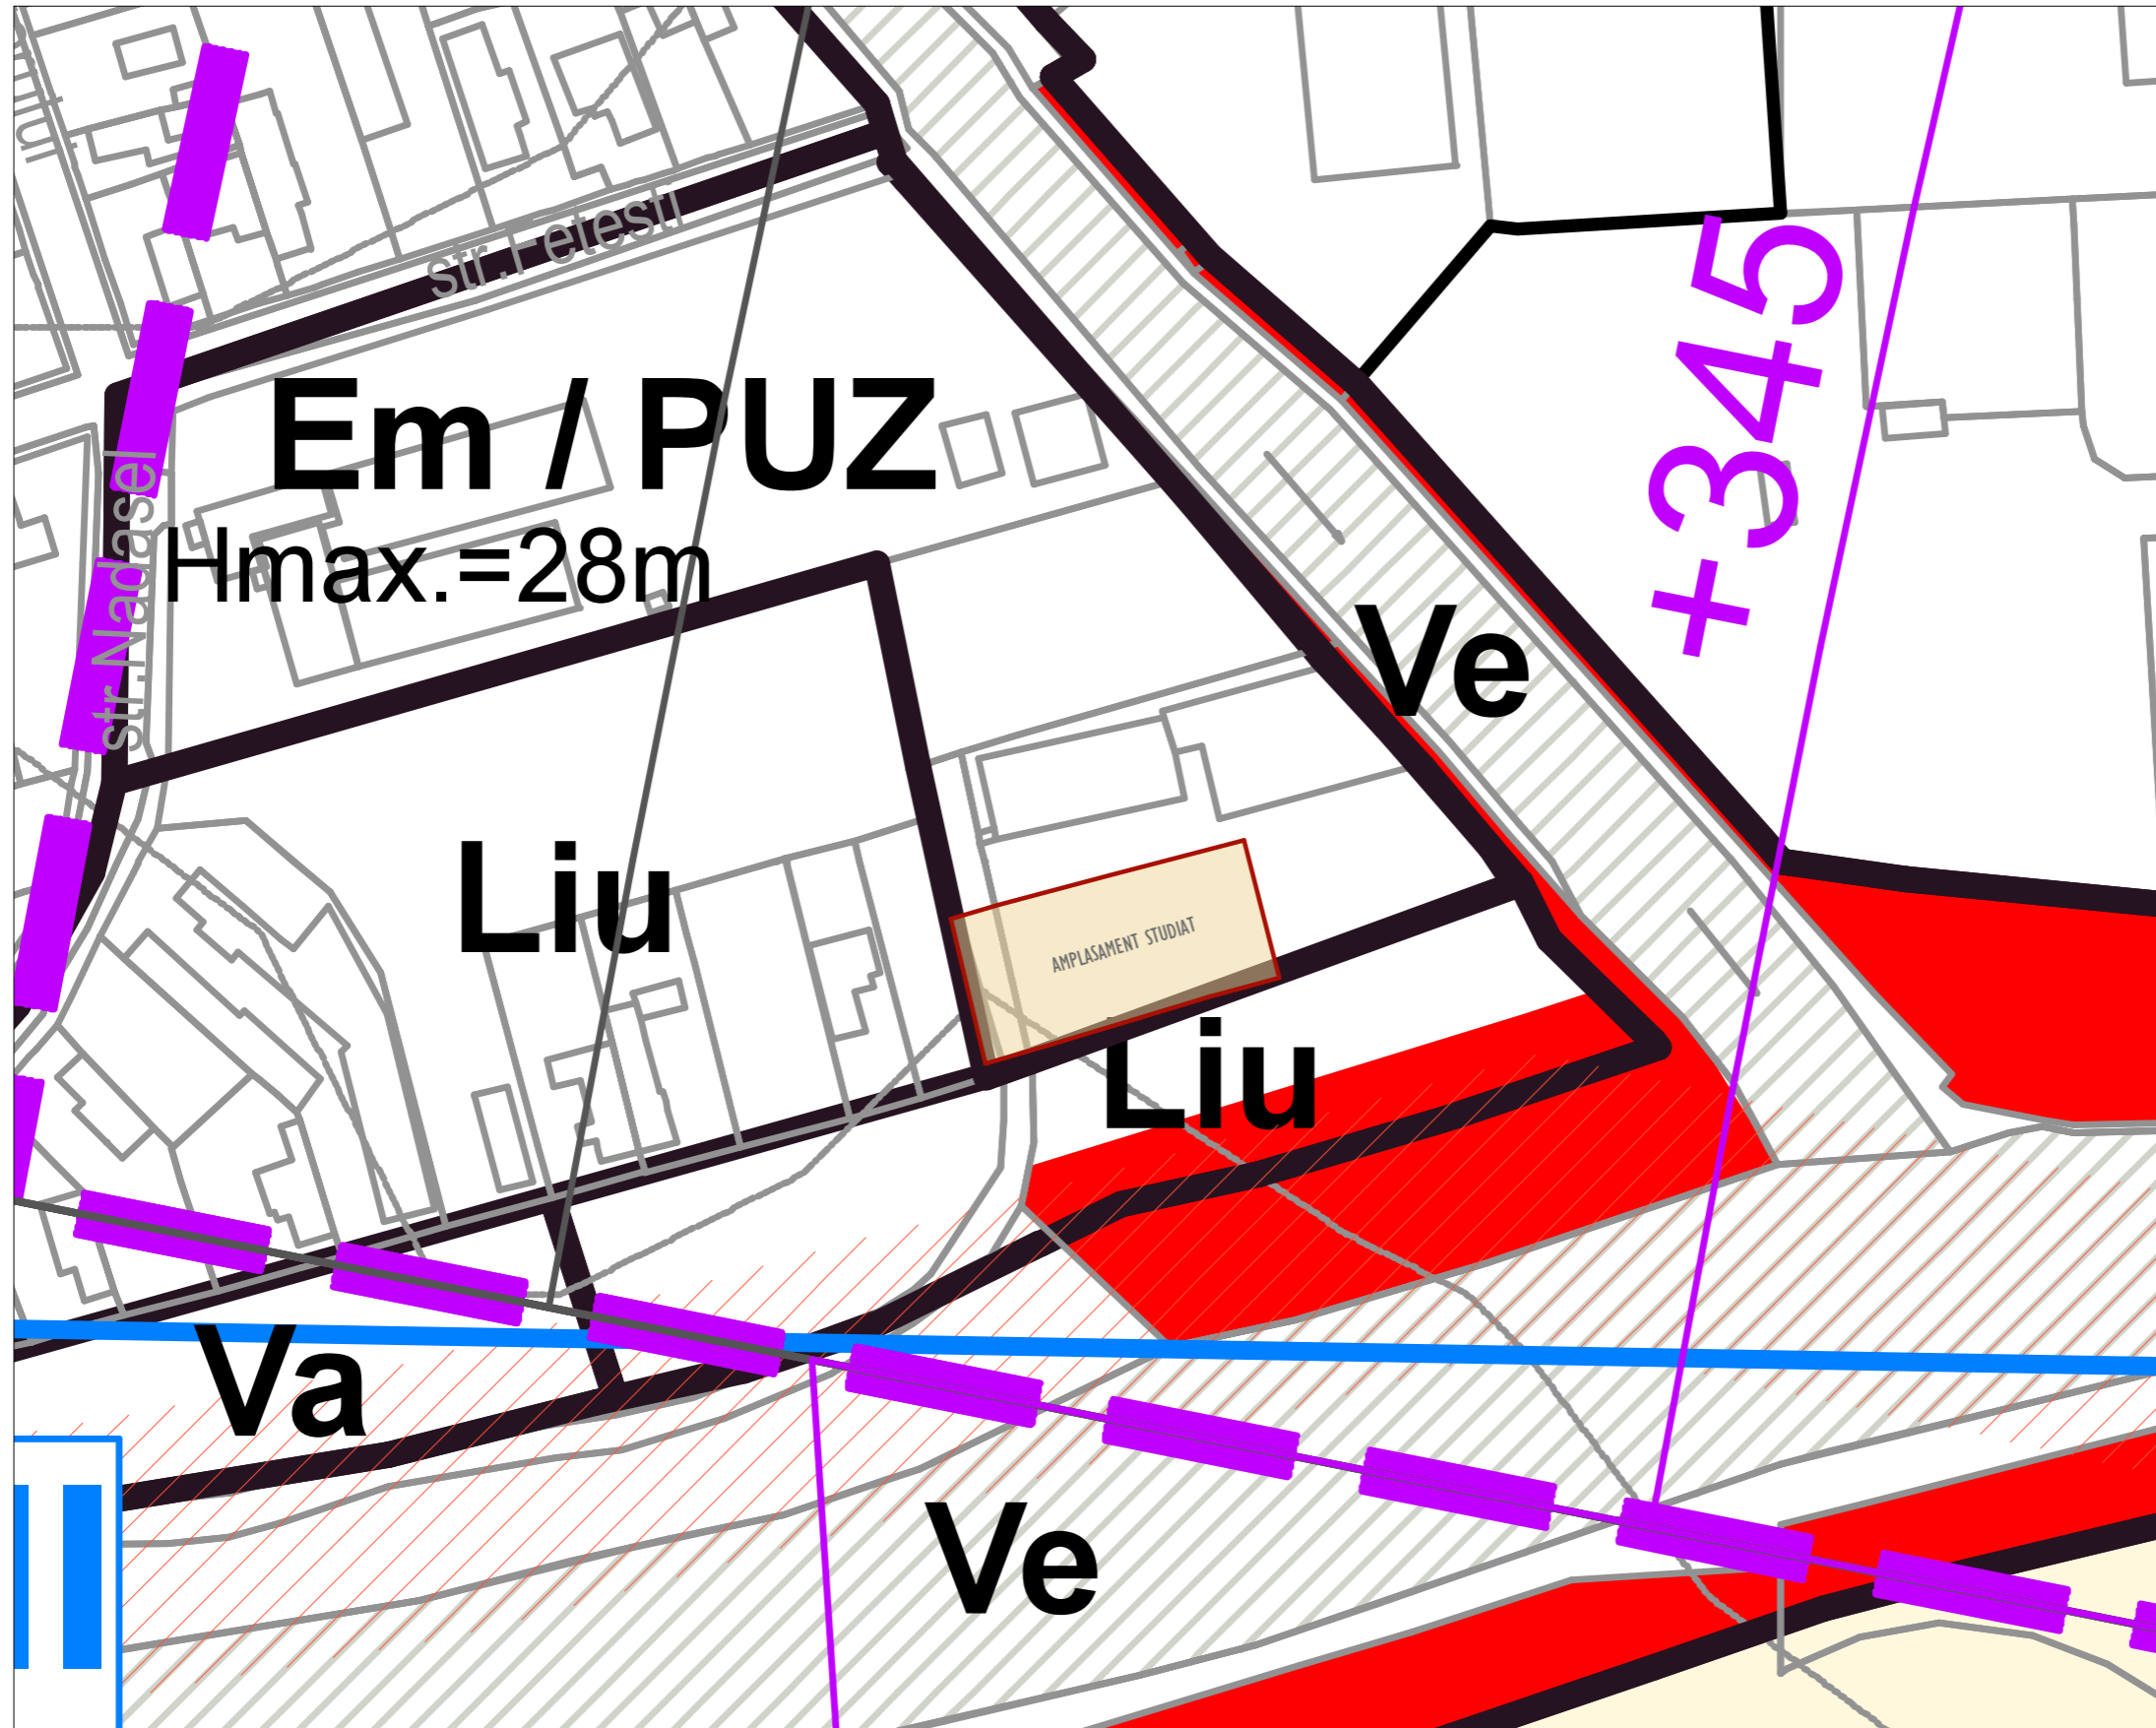 str.Fetesti
+345
Em / PUZ
Hmax.=28m
str.Nadasel
Ve
Liu
AMPLASAMENT STUDIAT
Liu
Va
Ve